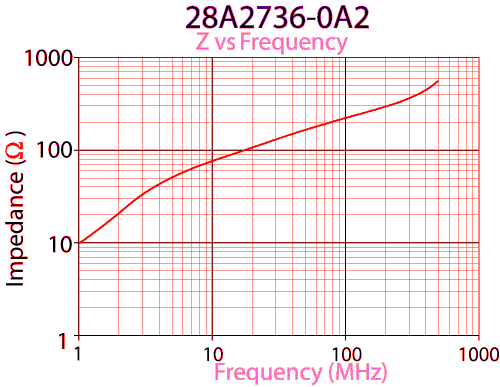 28A2736-0A2
Z vs Frequency
1000
100
10
1
Impedance (Ω)
1 10 100 1000
Frequency (MHz)